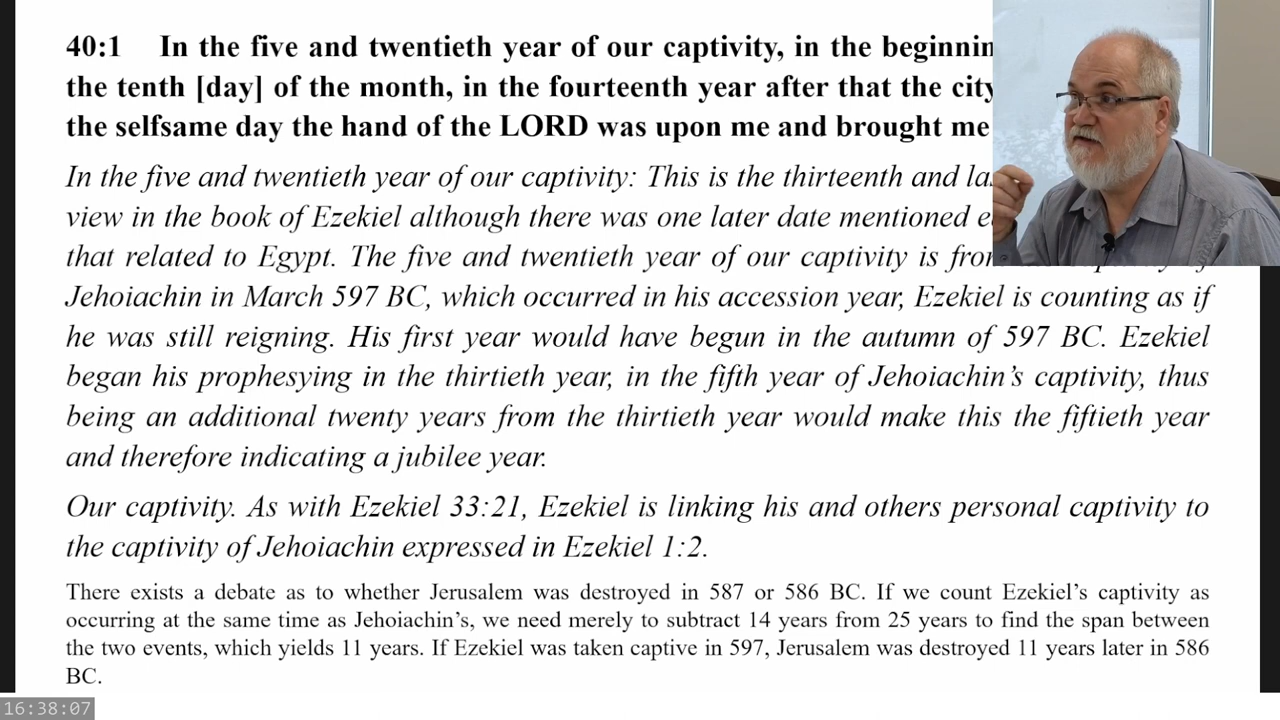 40:1 In the five and twentieth year of our captivity, in the
the tenth [day] of the month, in the fourteenth year after that the city
the selfsame day the hand of the LORD was upon me and brought me
In the five and twentieth year of our captivity: This is the thirteenth and
view in the book of Ezekiel although there was one later date mentioned
that related to Egypt. The five and twentieth year of our captivity is
Jehoiachin in March 597 BC, which occurred in his accession year, Ezekiel is counting as if
he was still reigning. His first year would have begun in the autumn of 597 BC. Ezekiel
began his prophesying in the thirtieth year, in the fifth year of Jehoiachin’s captivity, thus
being an additional twenty years from the thirtieth year would make this the fiftieth year
and therefore indicating a jubilee year.
Our captivity. As with Ezekiel 33:21, Ezekiel is linking his and others personal captivity to
the captivity of Jehoiachin expressed in Ezekiel 1:2.
There exists a debate as to whether Jerusalem was destroyed in 587 or 586 BC. If we count Ezekiel’s captivity as
occurring at the same time as Jehoiachin’s, we need merely to subtract 14 years from 25 years to find the span between
the two events, which yields 11 years. If Ezekiel was taken captive in 597, Jerusalem was destroyed 11 years later in 586
BC.
16:38:07